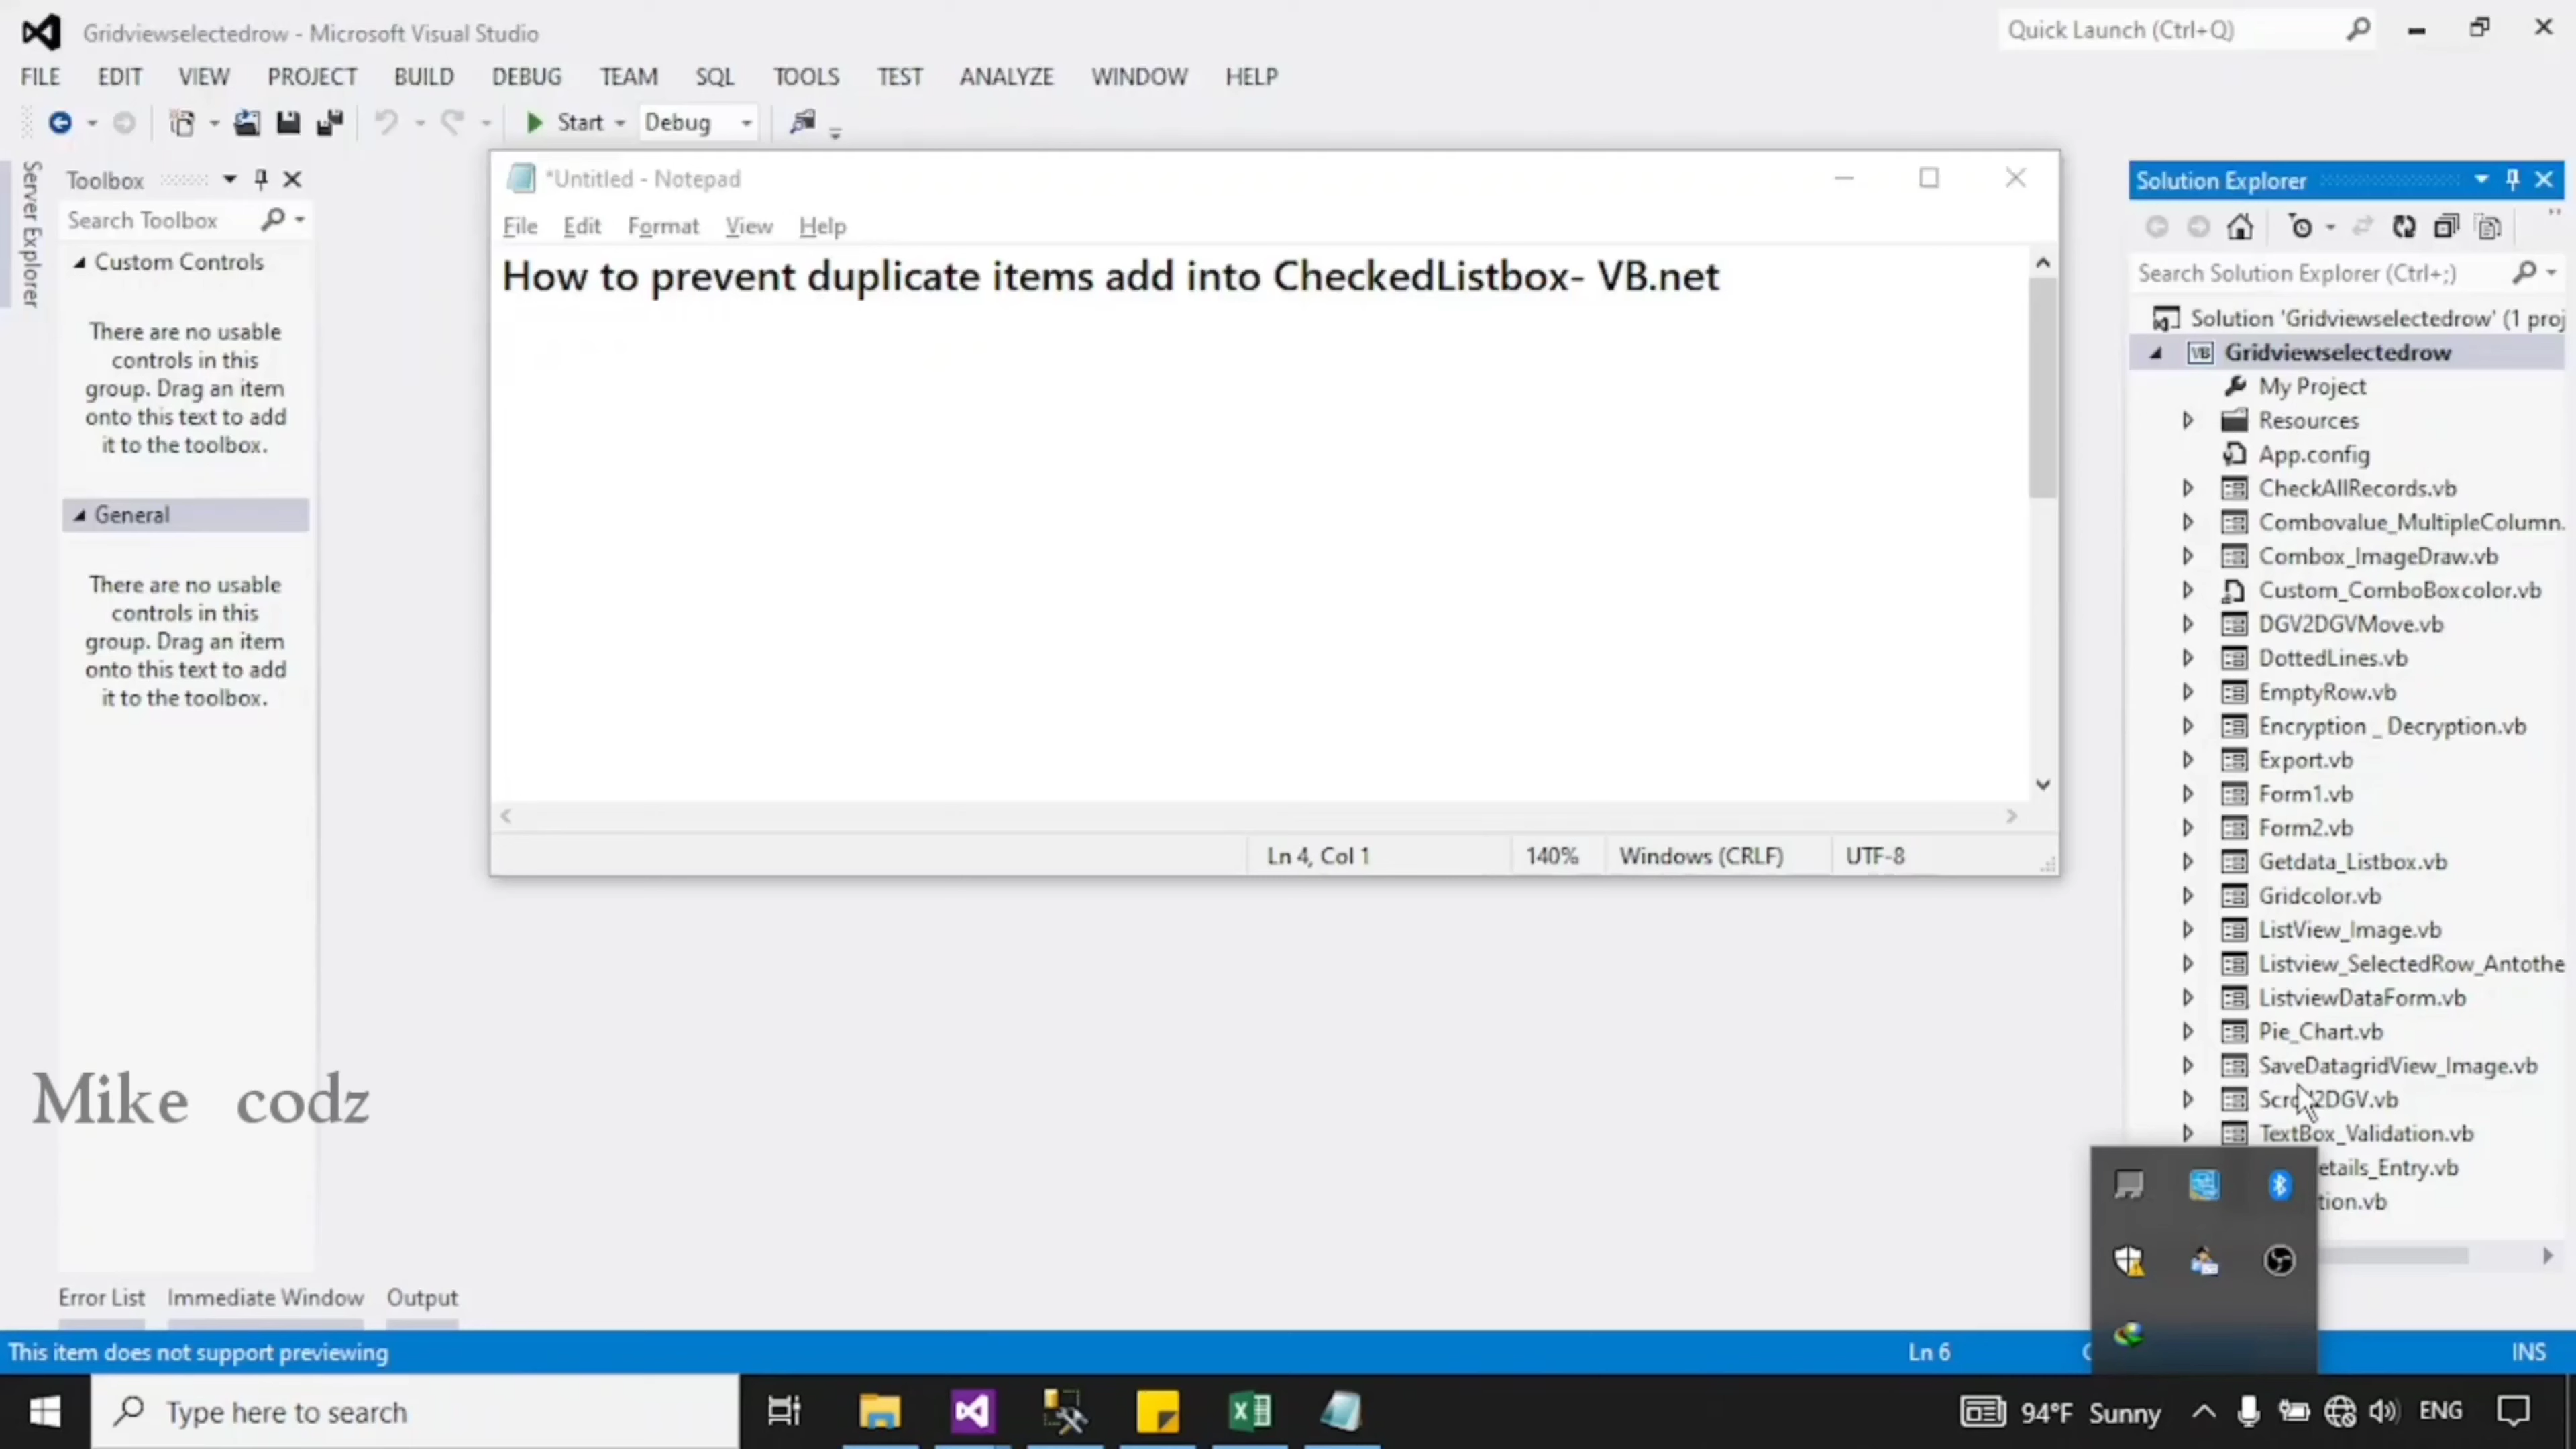 Gridviewselectedrow - Microsoft Visual Studio
Quick Launch (Ctrl+Q)
FILE EDIT VIEW PROJECT BUILD DEBUG TEAM SQL TOOLS TEST ANALYZE WINDOW HELP
Start Debug
Server Explorer
Toolbox
Search Toolbox
Custom Controls
There are no usable
controls in this
group. Drag an item
onto this text to add
it to the toolbox.
General
There are no usable
controls in this
group. Drag an item
onto this text to add
it to the toolbox.
*Untitled - Notepad
File Edit Format View Help
How to prevent duplicate items add into CheckedListbox- VB.net
Ln 4, Col 1 140% Windows (CRLF) UTF-8
Solution Explorer
Search Solution Explorer (Ctrl+;)
Solution 'Gridviewselectedrow' (1 proj
Gridviewselectedrow
My Project
Resources
App.config
CheckAllRecords.vb
Combovalue_MultipleColumn.
Combox_ImageDraw.vb
Custom_ComboBoxcolor.vb
DGV2DGVMove.vb
DottedLines.vb
EmptyRow.vb
Encryption _ Decryption.vb
Export.vb
Form1.vb
Form2.vb
Getdata_Listbox.vb
Gridcolor.vb
ListView_Image.vb
Listview_SelectedRow_Antothe
ListviewDataForm.vb
Pie_Chart.vb
SaveDatagridView_Image.vb
TextBox_Validation.vb
etails_Entry.vb
tion.vb
Mike codz
Error List Immediate Window Output
This item does not support previewing
Ln 6
INS
Type here to search
94°F Sunny
ENG